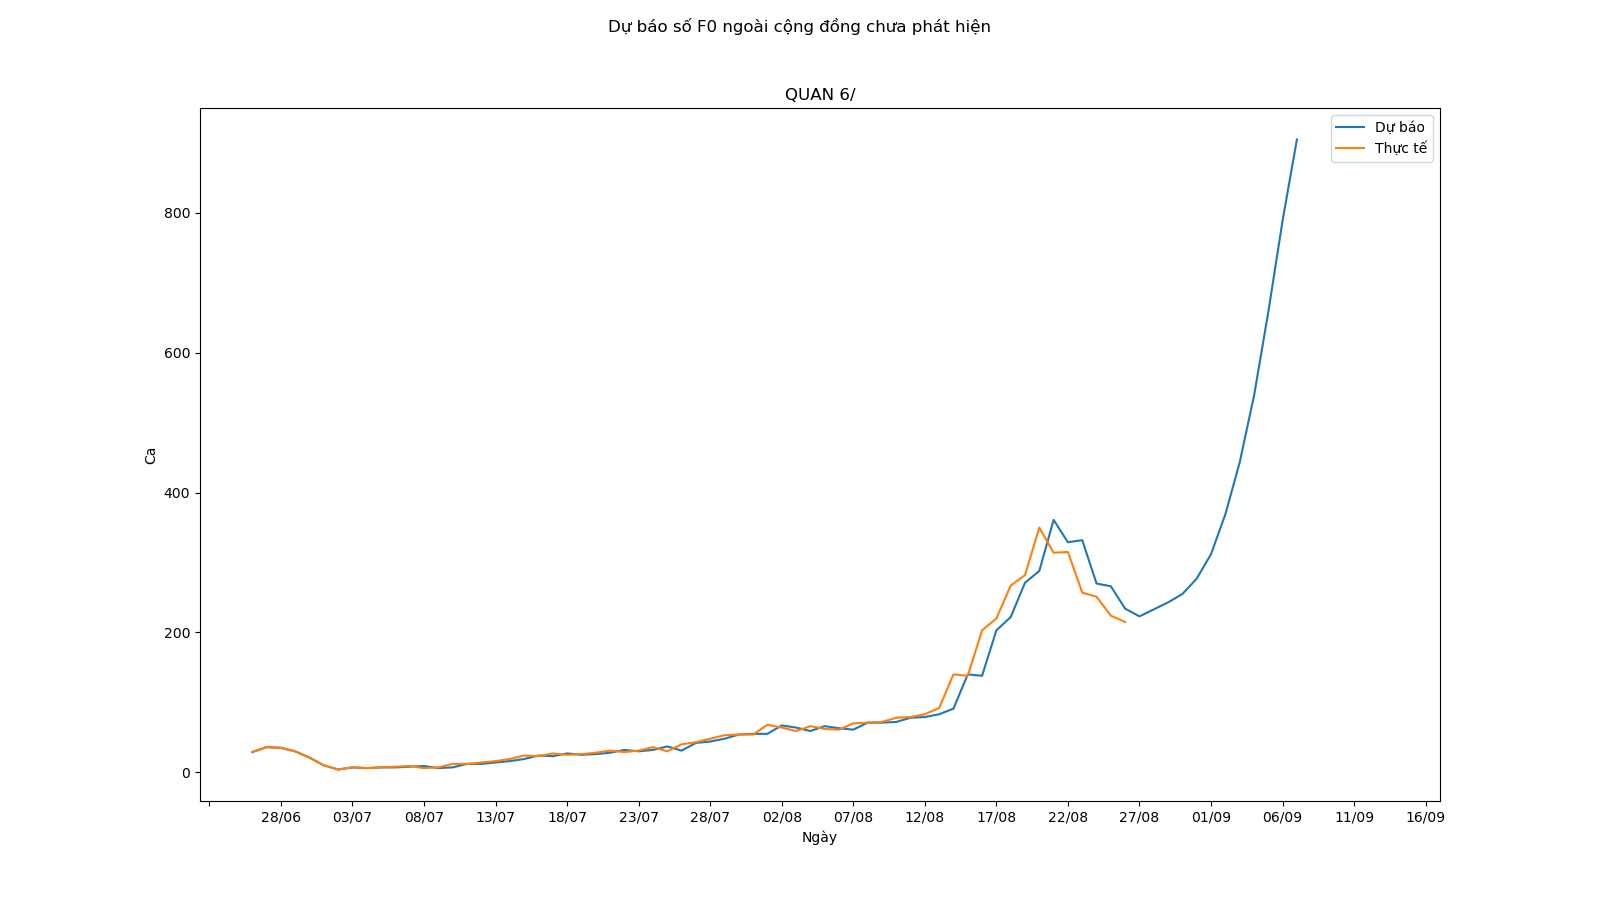 Dự báo số F0 ngoài cộng đồng chưa phát hiện
QUAN 6/
Dự báo
Thực tế
Ca
800
600
400
200
0
28/06 03/07 08/07 13/07 18/07 23/07 28/07 02/08 07/08 12/08 17/08 22/08 27/08 01/09 06/09 11/09 16/09
Ngày